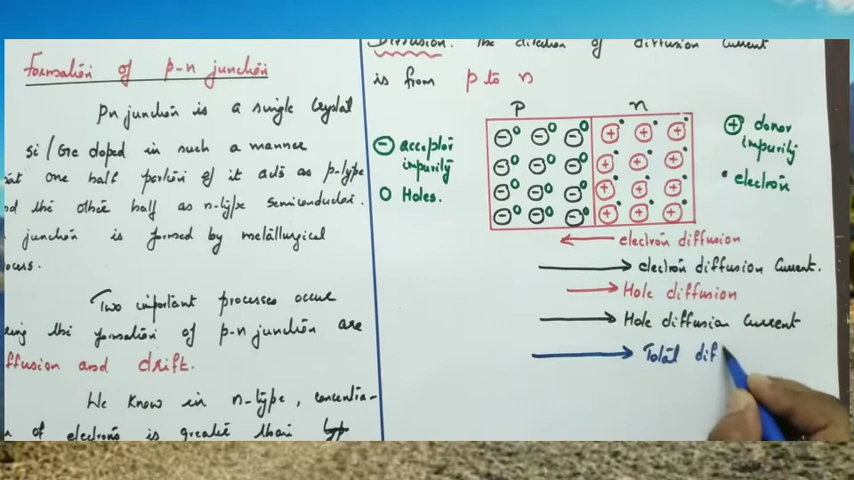 Formation of p-n junction
Pn junction is a single Crystal
Si/Ge doped in such a manner
that one half portion of it acts as p-type
and the other half as n-type semiconductor.
junction is formed by metallurgical
Two important processes occur
the formation of p-n junction are
diffusion and drift.
We know in n-type, concentra-
of electrons is greater than
Diffusion. The direction of diffusion current
is from p to n
P n
⊖ acceptor
impurity
O Holes.
⊕ donor
impurity
• electron
electron diffusion
electron diffusion current.
Hole diffusion
Hole diffusion current
Total dif